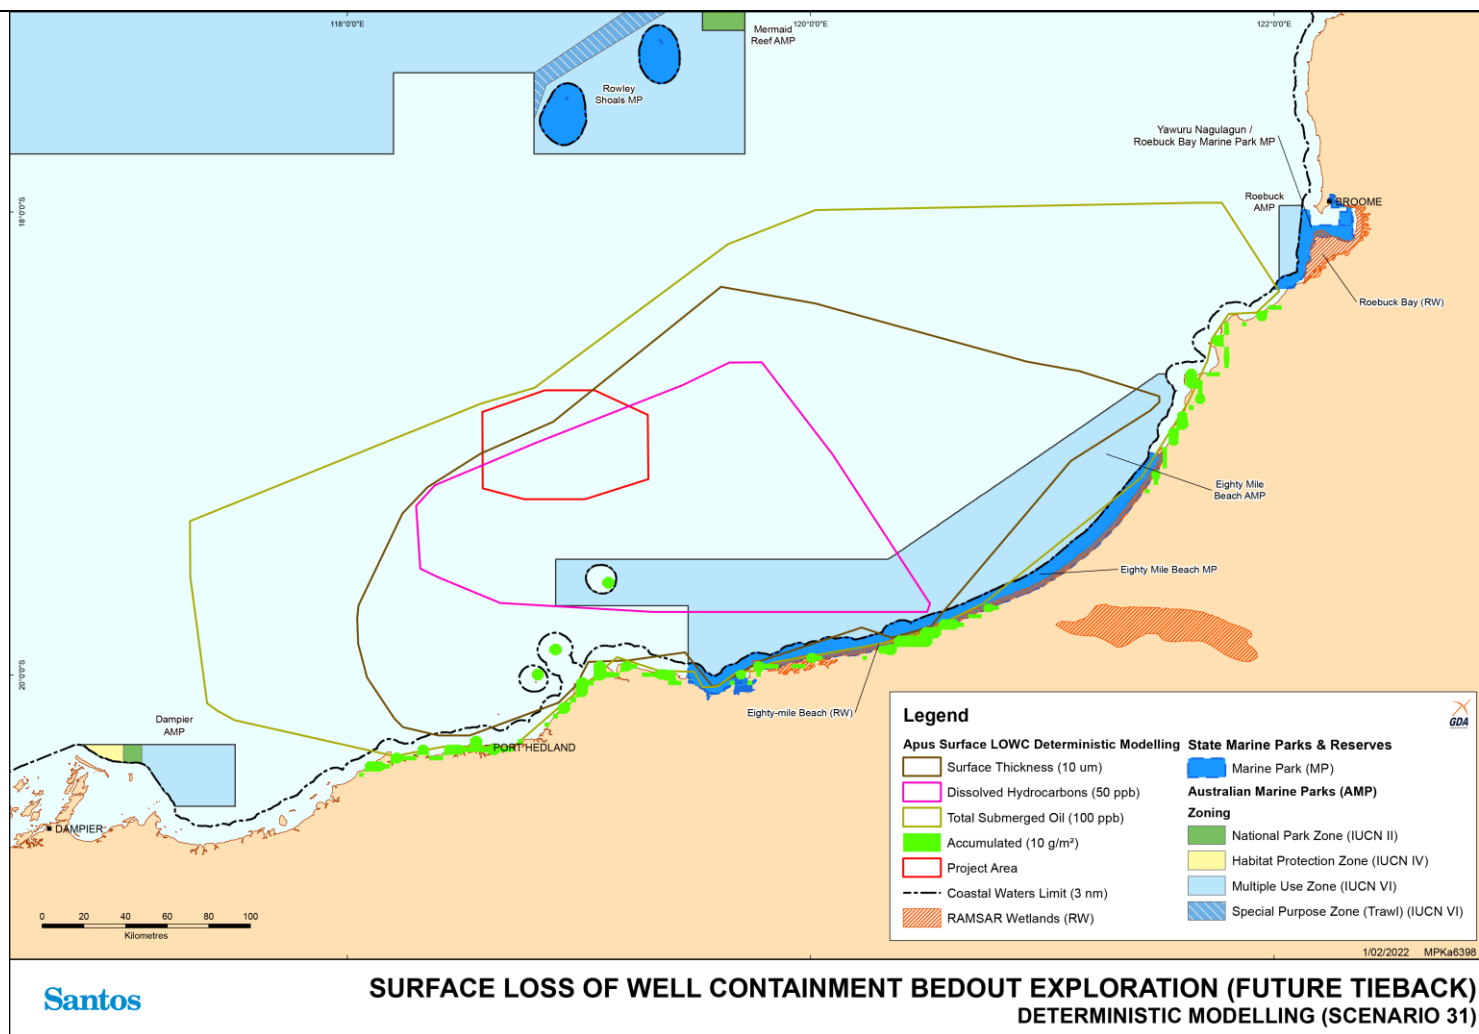 118°0'0"E
120°0'0"E
122°0'0"E
Mermaid
Reef AMP
Rowley
Shoals MP
Yawuru Nagulagun /
Roebuck Bay Marine Park MP
18°0'0"S
Roebuck
AMP
BROOME
Roebuck Bay (RW)
Eighty Mile
Beach AMP
Eighty Mile Beach MP
20°0'0"S
Eighty-mile Beach (RW)
Dampier
AMP
PORT HEDLAND
DAMPIER
0 20 40 60 80 100
Kilometres
Legend
GDA
Apus Surface LOWC Deterministic Modelling
Surface Thickness (10 um)
Dissolved Hydrocarbons (50 ppb)
Total Submerged Oil (100 ppb)
Accumulated (10 g/m²)
Project Area
Coastal Waters Limit (3 nm)
RAMSAR Wetlands (RW)
State Marine Parks & Reserves
Marine Park (MP)
Australian Marine Parks (AMP)
Zoning
National Park Zone (IUCN II)
Habitat Protection Zone (IUCN IV)
Multiple Use Zone (IUCN VI)
Special Purpose Zone (Trawl) (IUCN VI)
1/02/2022 MPKa6398
Santos
SURFACE LOSS OF WELL CONTAINMENT BEDOUT EXPLORATION (FUTURE TIEBACK)
DETERMINISTIC MODELLING (SCENARIO 31)